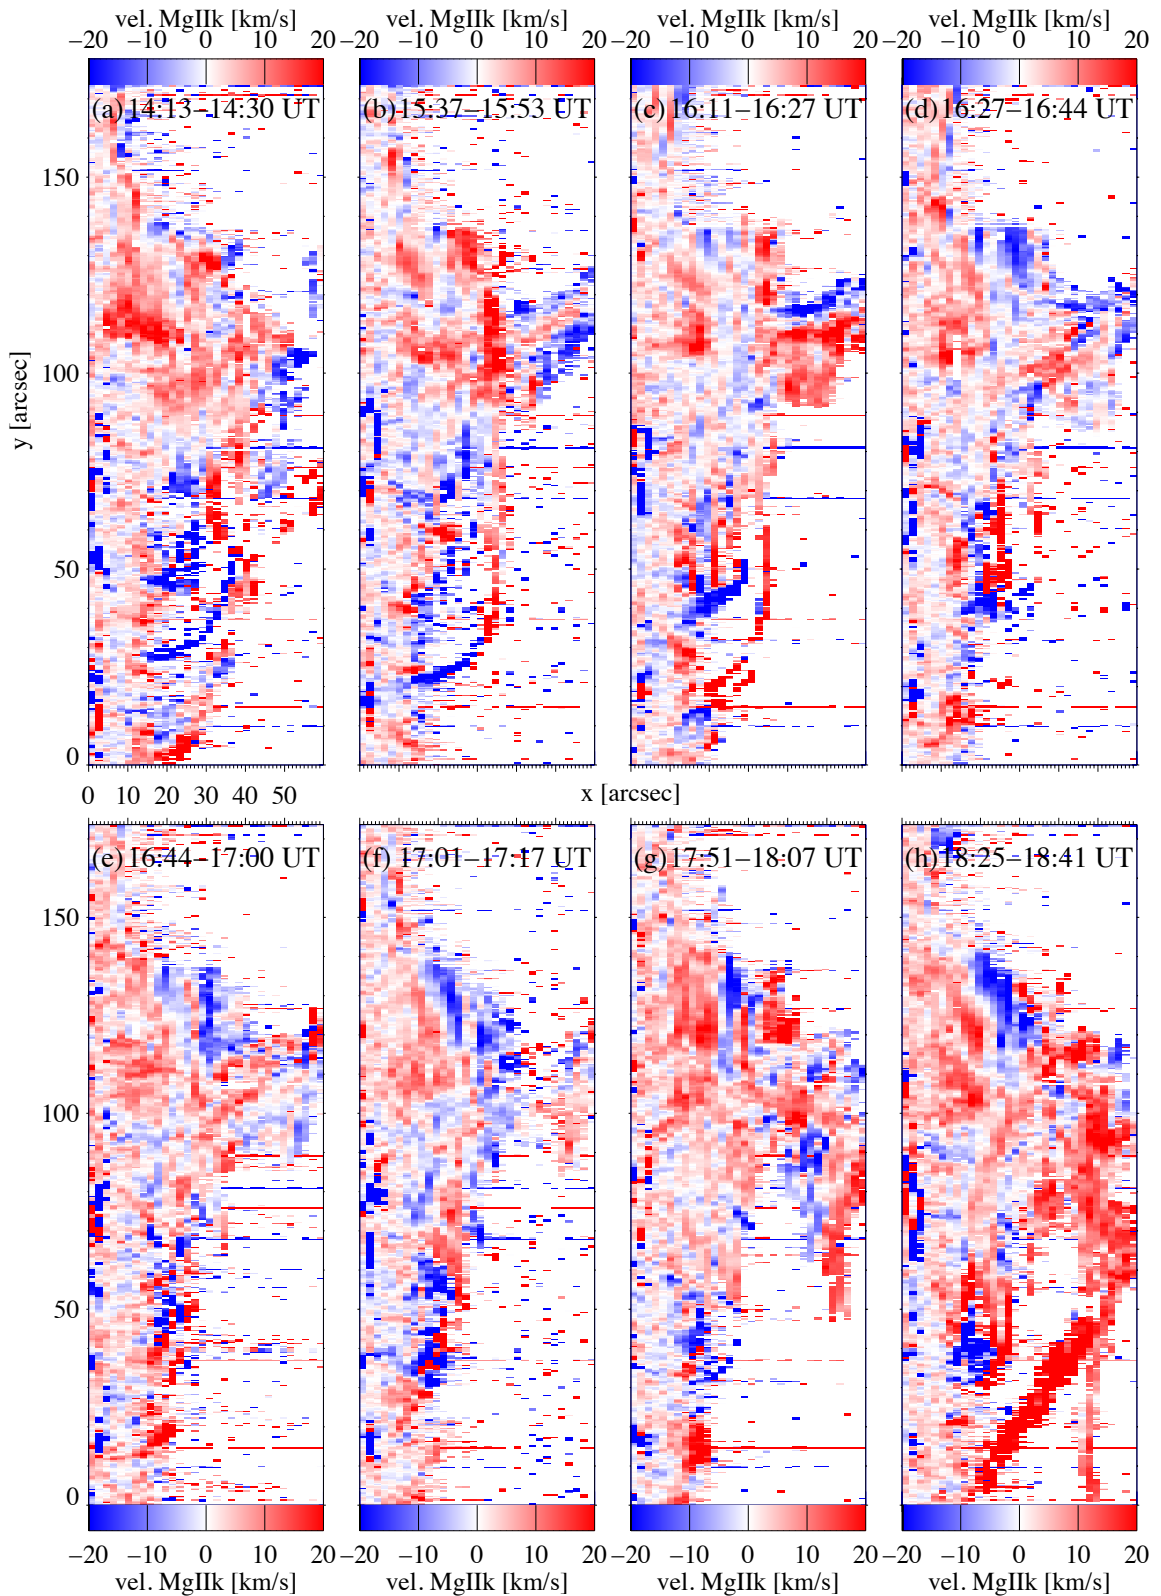 vel. MgIIk [km/s] vel. MgIIk [km/s] vel. MgIIk [km/s] vel. MgIIk [km/s]
−20 −10 0 10 20 −10 0 10 20 −10 0 10 20 −10 0 10 20
(a) 14:13−14:30 UT (b) 15:37−15:53 UT (c) 16:11−16:27 UT (d) 16:27−16:44 UT
150
100
y [arcsec]
50
0
0 10 20 30 40 50 x [arcsec]
(e) 16:44−17:00 UT (f) 17:01−17:17 UT (g) 17:51−18:07 UT (h) 18:25−18:41 UT
150
100
50
0
−20 −10 0 10 20 −10 0 10 20 −10 0 10 20 −10 0 10 20
vel. MgIIk [km/s] vel. MgIIk [km/s] vel. MgIIk [km/s] vel. MgIIk [km/s]